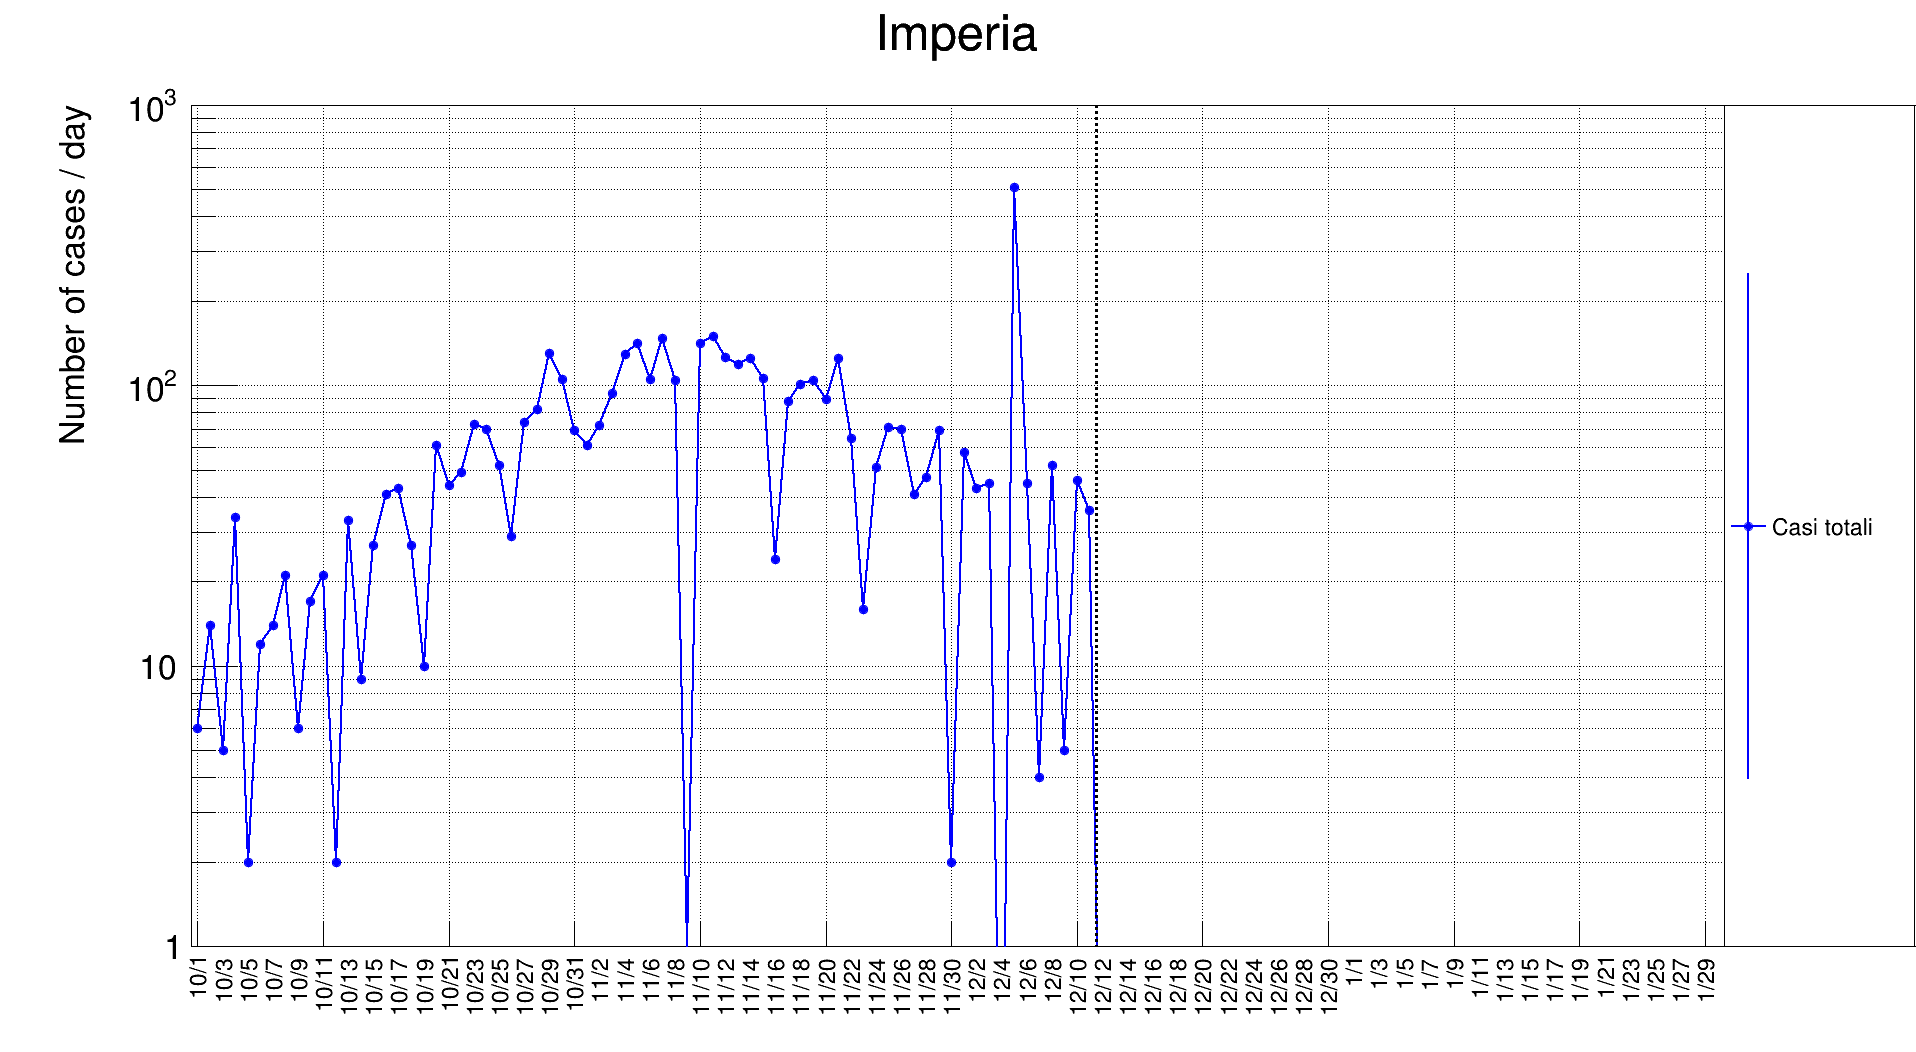 Imperia
Number of cases / day
10³
10²
10
1
10/1 10/3 10/5 10/7 10/9 10/11 10/13 10/15 10/17 10/19 10/21 10/23 10/25 10/27 10/29 10/31 11/2 11/4 11/6 11/8 11/10 11/12 11/14 11/16 11/18 11/20 11/22 11/24 11/26 11/28 11/30 12/2 12/4 12/6 12/8 12/10 12/12 12/14 12/16 12/18 12/20 12/22 12/24 12/26 12/28 12/30 1/1 1/3 1/5 1/7 1/9 1/11 1/13 1/15 1/17 1/19 1/21 1/23 1/25 1/27 1/29
Casi totali